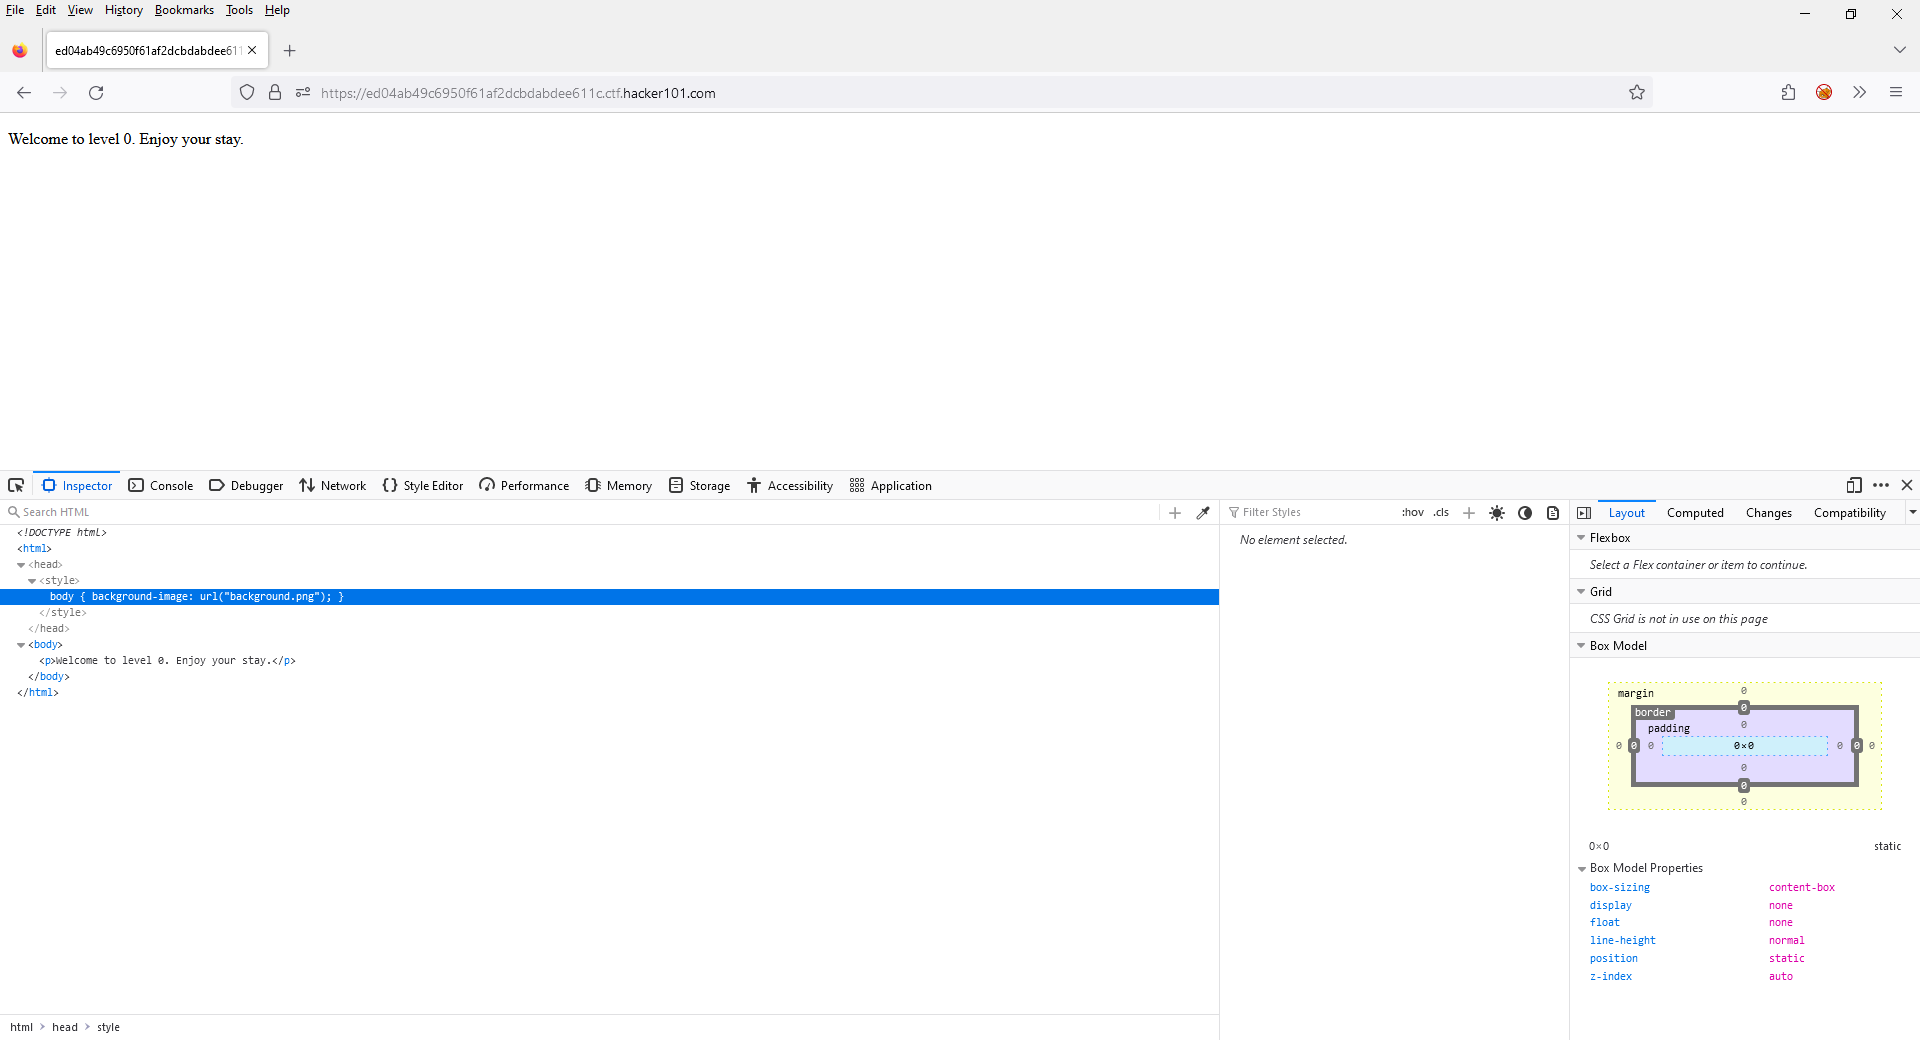 File Edit View History Bookmarks Tools Help
ed04ab49c6950f61af2dcbdabdee611
https://ed04ab49c6950f61af2dcbdabdee611c.ctf.hacker101.com
Welcome to level 0. Enjoy your stay.
Inspector Console Debugger Network Style Editor Performance Memory Storage Accessibility Application
Search HTML
<!DOCTYPE html>
<html>
<head>
<style>
body { background-image: url("background.png"); }
</style>
</head>
<body>
<p>Welcome to level 0. Enjoy your stay.</p>
</body>
</html>
html > head > style
Filter Styles :hov .cls
No element selected.
Layout Computed Changes Compatibility
Flexbox
Select a Flex container or item to continue.
Grid
CSS Grid is not in use on this page
Box Model
margin 0
border 0
padding 0
0 0 0 0×0 0 0 0
0
0
0
0×0 static
Box Model Properties
box-sizing content-box
display none
float none
line-height normal
position static
z-index auto